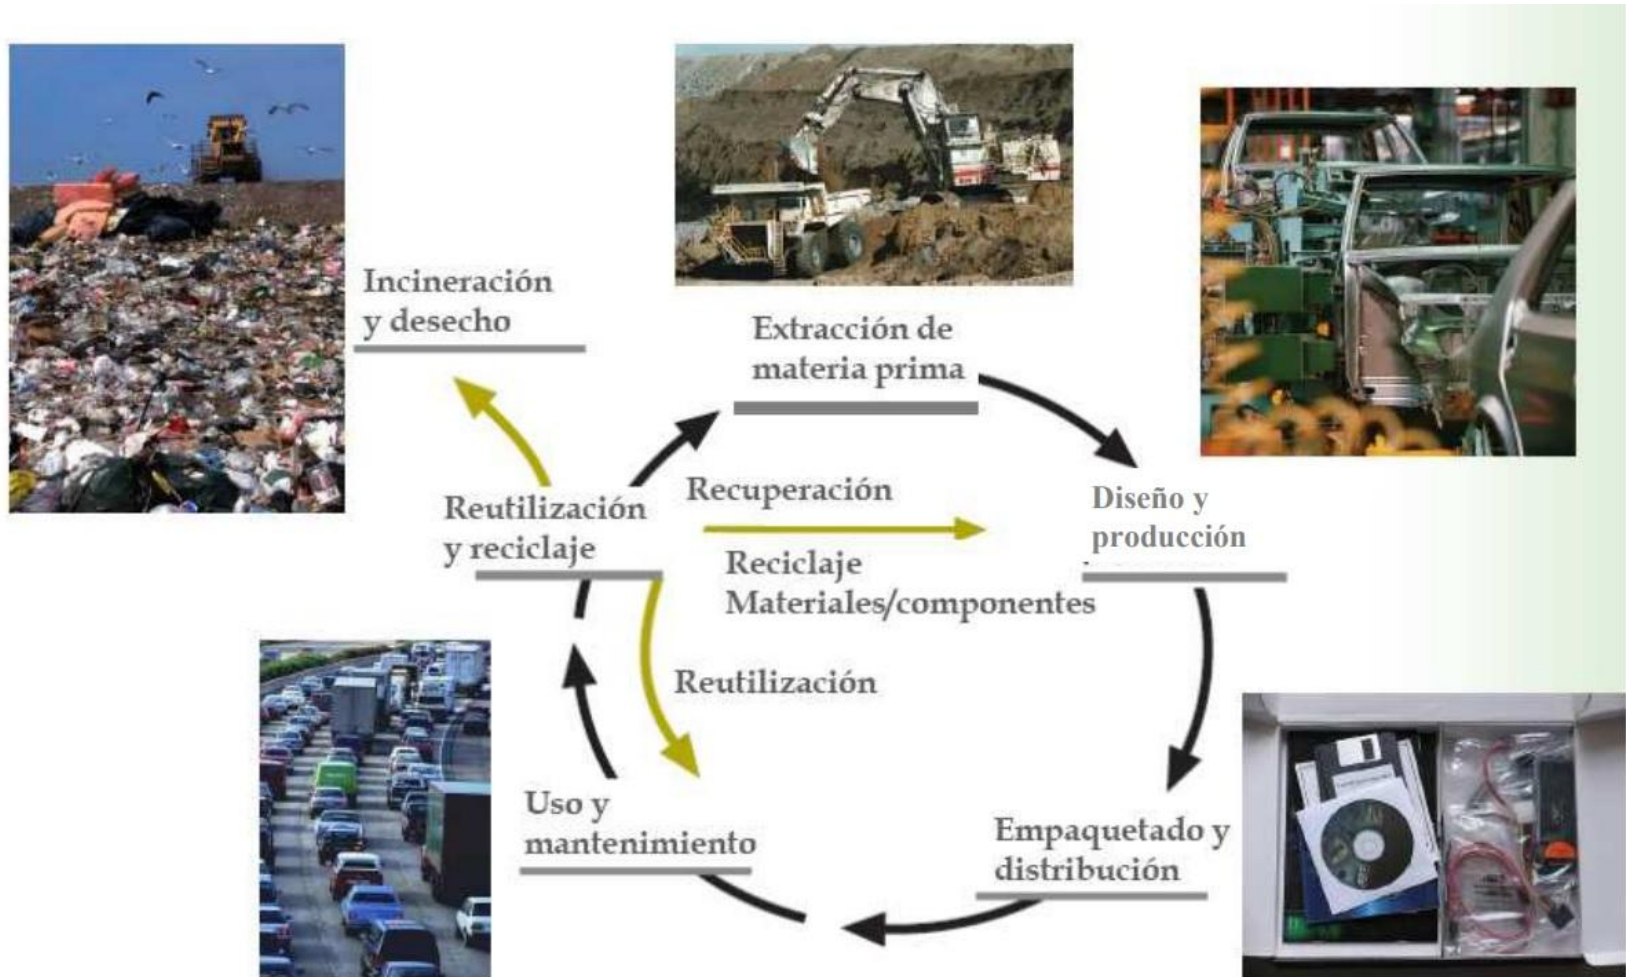 Incineración
y desecho
Extracción de
materia prima
Reutilización
y reciclaje
Recuperación
Reciclaje
Materiales/componentes
Diseño y
producción
Reutilización
Uso y
mantenimiento
Empaquetado y
distribución